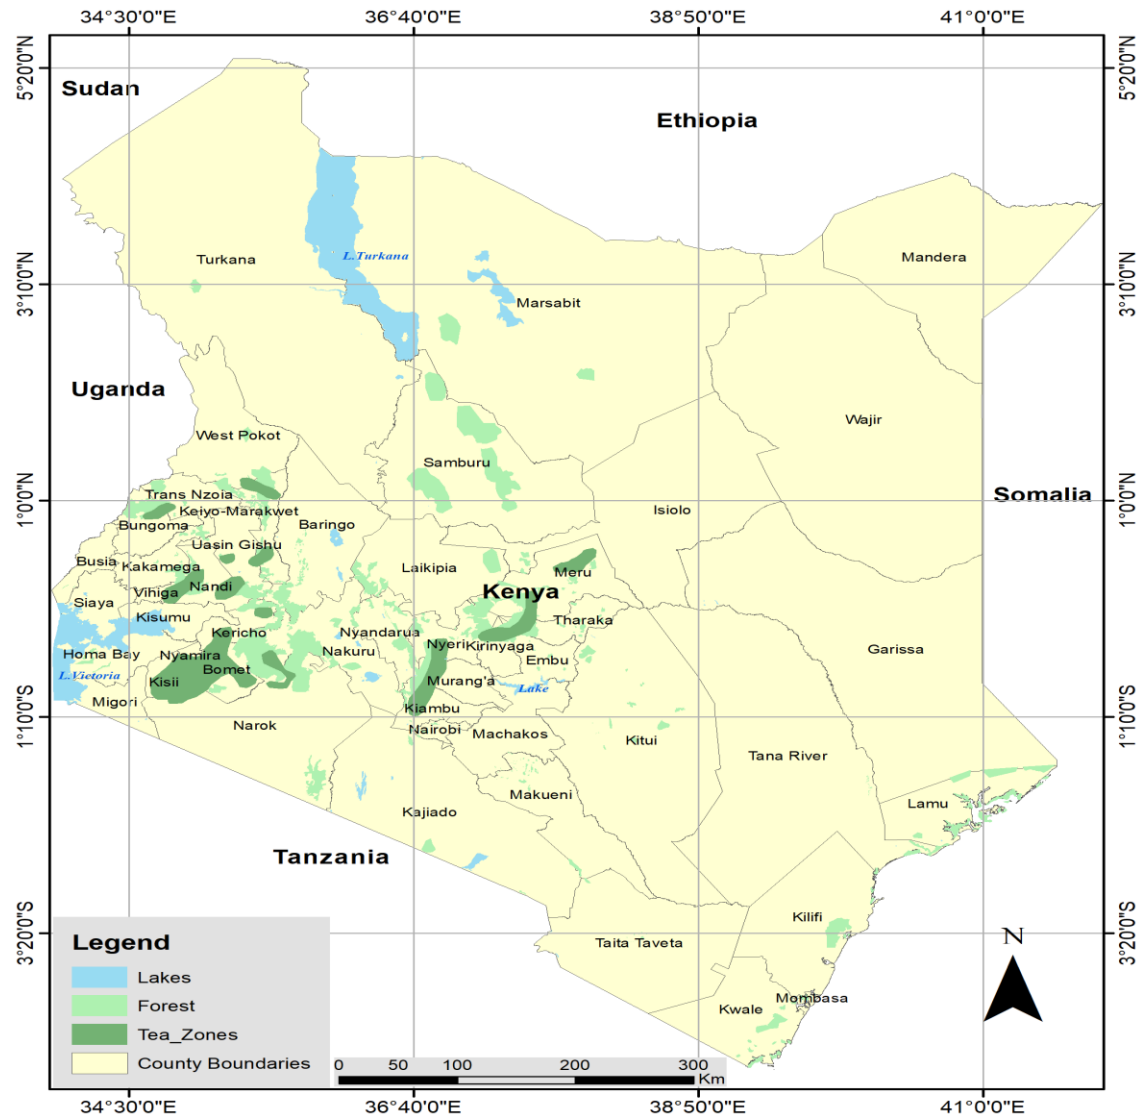 34°30'0"E 36°40'0"E 38°50'0"E 41°0'0"E
5°20'0"N
5°20'0"N
Sudan
Ethiopia
Turkana
L.Turkana
Mandera
3°10'0"N
3°10'0"N
Marsabit
Uganda
Wajir
West Pokot
Samburu
Trans Nzoia
Somalia
1°0'0"N
1°0'0"N
Keiyo-Marakwet
Isiolo
Bungoma
Baringo
Uasin Gishu
Busia
Kakamega
Laikipia
Meru
Nandi
Vihiga
Kenya
Siaya
Kisumu
Tharaka
Kericho
Nyandarua
Nyeri
Kirinyaga
Garissa
Homa Bay
Nyamira
Nakuru
Embu
Bomet
L.Victoria
Kisii
Murang'a
Lake
Migori
Kiambu
1°10'0"S
1°10'0"S
Narok
Nairobi
Machakos
Kitui
Tana River
Makueni
Lamu
Kajiado
Tanzania
Kilifi
3°20'0"S
3°20'0"S
Taita Taveta
N
Mombasa
Kwale
Legend
Lakes
Forest
Tea_Zones
County Boundaries
0 50 100 200 300
Km
34°30'0"E 36°40'0"E 38°50'0"E 41°0'0"E